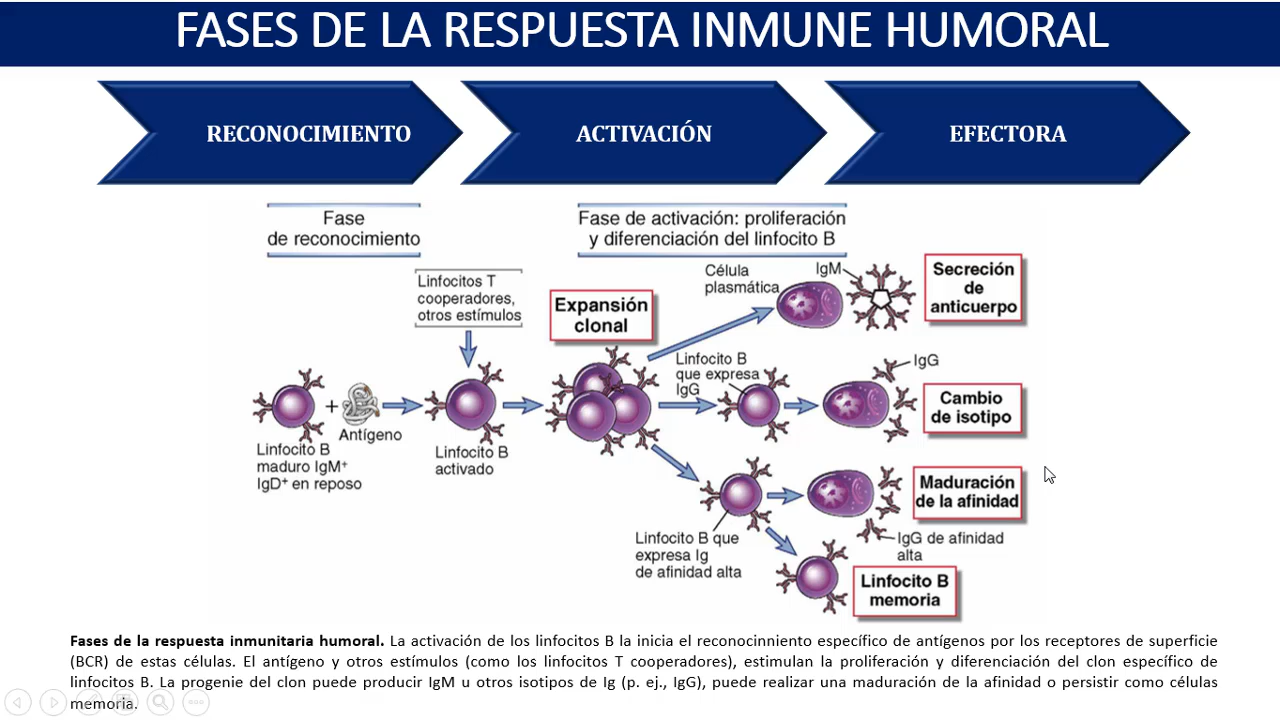 FASES DE LA RESPUESTA INMUNE HUMORAL
RECONOCIMIENTO
ACTIVACIÓN
EFECTORA
Fase
de reconocimiento
Fase de activación: proliferación
y diferenciación del linfocito B
Linfocitos T
cooperadores,
otros estímulos
Expansión
clonal
Célula
plasmática
IgM
Secreción
de
anticuerpo
Linfocito B
que expresa
IgG
IgG
Cambio
de isotipo
+
Antígeno
Linfocito B
maduro IgM+
IgD+ en reposo
Linfocito B
activado
Maduración
de la afinidad
Linfocito B que
expresa Ig
de afinidad alta
IgG de afinidad
alta
Linfocito B
memoria
Fases de la respuesta inmunitaria humoral. La activación de los linfocitos B la inicia el reconocinniento específico de antígenos por los receptores de superficie
(BCR) de estas células. El antígeno y otros estímulos (como los linfocitos T cooperadores), estimulan la proliferación y diferenciación del clon específico de
linfocitos B. La progenie del clon puede producir IgM u otros isotipos de Ig (p. ej., IgG), puede realizar una maduración de la afinidad o persistir como células
memoria.